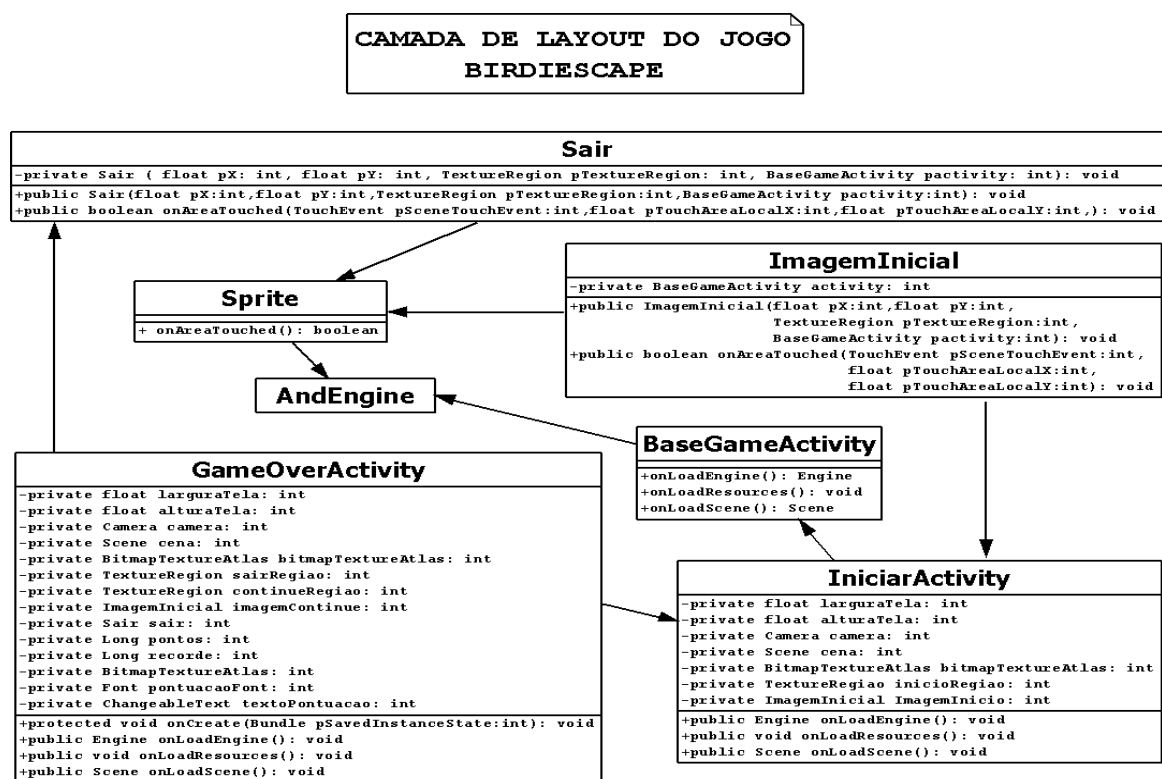 CAMADA DE LAYOUT DO JOGO
BIRDIESCAPE
Sair
-private Sair ( float pX: int, float pY: int, TextureRegion pTextureRegion: int, BaseGameActivity pactivity: int): void
+public Sair(float pX:int,float pY:int,TextureRegion pTextureRegion:int,BaseGameActivity pactivity:int): void
+public boolean onAreaTouched(TouchEvent pSceneTouchEvent:int,float pTouchAreaLocalX:int,float pTouchAreaLocalY:int,): void
ImagemInicial
-private BaseGameActivity activity: int
+public ImagemInicial(float pX:int,float pY:int,
TextureRegion pTextureRegion:int,
BaseGameActivity pactivity:int): void
+public boolean onAreaTouched(TouchEvent pSceneTouchEvent:int,
float pTouchAreaLocalX:int,
float pTouchAreaLocalY:int): void
Sprite
+ onAreaTouched(): boolean
AndEngine
BaseGameActivity
+onLoadEngine(): Engine
+onLoadResources(): void
+onLoadScene(): Scene
GameOverActivity
-private float larguraTela: int
-private float alturaTela: int
-private Camera camera: int
-private Scene cena: int
-private BitmapTextureAtlas bitmapTextureAtlas: int
-private TextureRegion sairRegiao: int
-private TextureRegion continueRegiao: int
-private ImagemInicial imagemContinue: int
-private Sair sair: int
-private Long pontos: int
-private Long recorde: int
-private BitmapTextureAtlas: int
-private Font pontuacaoFont: int
-private ChangeableText textoPontuacao: int
+protected void onCreate(Bundle pSavedInstanceState:int): void
+public Engine onLoadEngine(): void
+public void onLoadResources(): void
+public Scene onLoadScene(): void
IniciarActivity
-private float larguraTela: int
-private float alturaTela: int
-private Camera camera: int
-private Scene cena: int
-private BitmapTextureAtlas bitmapTextureAtlas: int
-private TextureRegiao inicioRegiao: int
-private ImagemInicial ImagemInicio: int
+public Engine onLoadEngine(): void
+public void onLoadResources(): void
+public Scene onLoadScene(): void